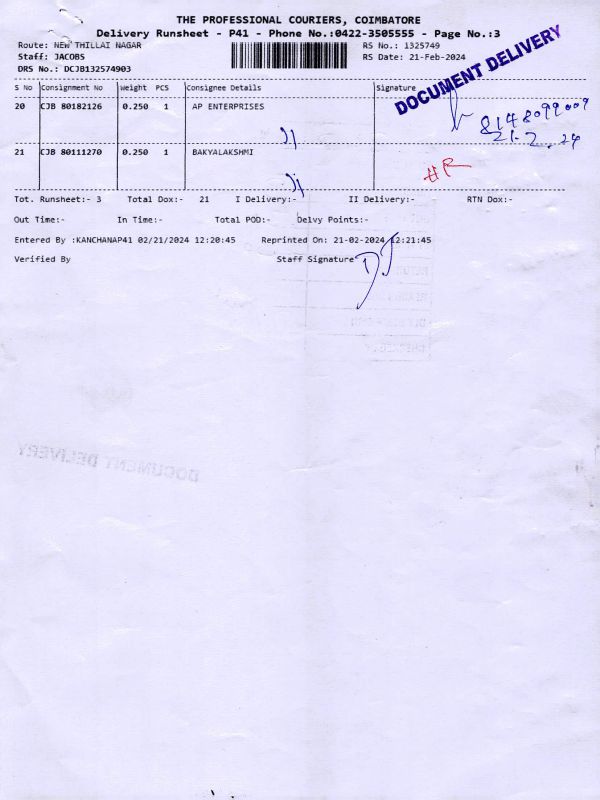 THE PROFESSIONAL COURIERS, COIMBATORE
Delivery Runsheet - P41 - Phone No.:0422-3505555 - Page No.:3
Route: NEW THILLAI NAGAR RS No.: 1325749
Staff: JACOBS RS Date: 21-Feb-2024
DRS No.: DCJB132574903
DOCUMENT DELIVERY
S No Consignment No Weight PCS Consignee Details Signature
20 CJB 80182126 0.250 1 AP ENTERPRISES
8148099009
21-2.24
21 CJB 80111270 0.250 1 BAKYALAKSHMI
Tot. Runsheet:- 3 Total Dox:- 21 I Delivery:- II Delivery:- RTN Dox:-
Out Time:- In Time:- Total POD:- Delvy Points:-
Entered By :KANCHANAP41 02/21/2024 12:20:45 Reprinted On: 21-02-2024 12:21:45
Verified By Staff Signature
DOCUMENT DELIVERY